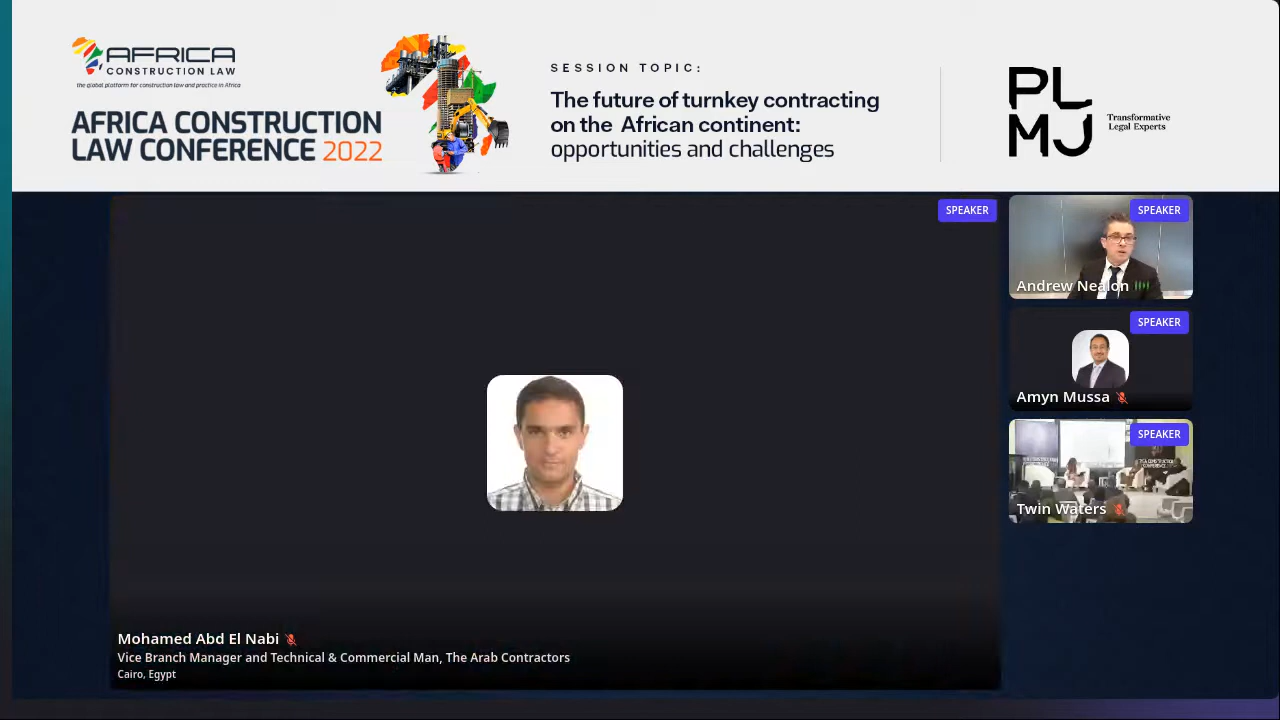 AFRICA
CONSTRUCTION LAW
The global platform for construction law and practice in Africa
AFRICA CONSTRUCTION
LAW CONFERENCE 2022
SESSION TOPIC:
The future of turnkey contracting
on the African continent:
opportunities and challenges
PL
MJ
Transformative
Legal Experts
SPEAKER
Mohamed Abd El Nabi
Vice Branch Manager and Technical & Commercial Man, The Arab Contractors
Cairo, Egypt
SPEAKER
Andrew Nealon
SPEAKER
Amyn Mussa
SPEAKER
Twin Waters